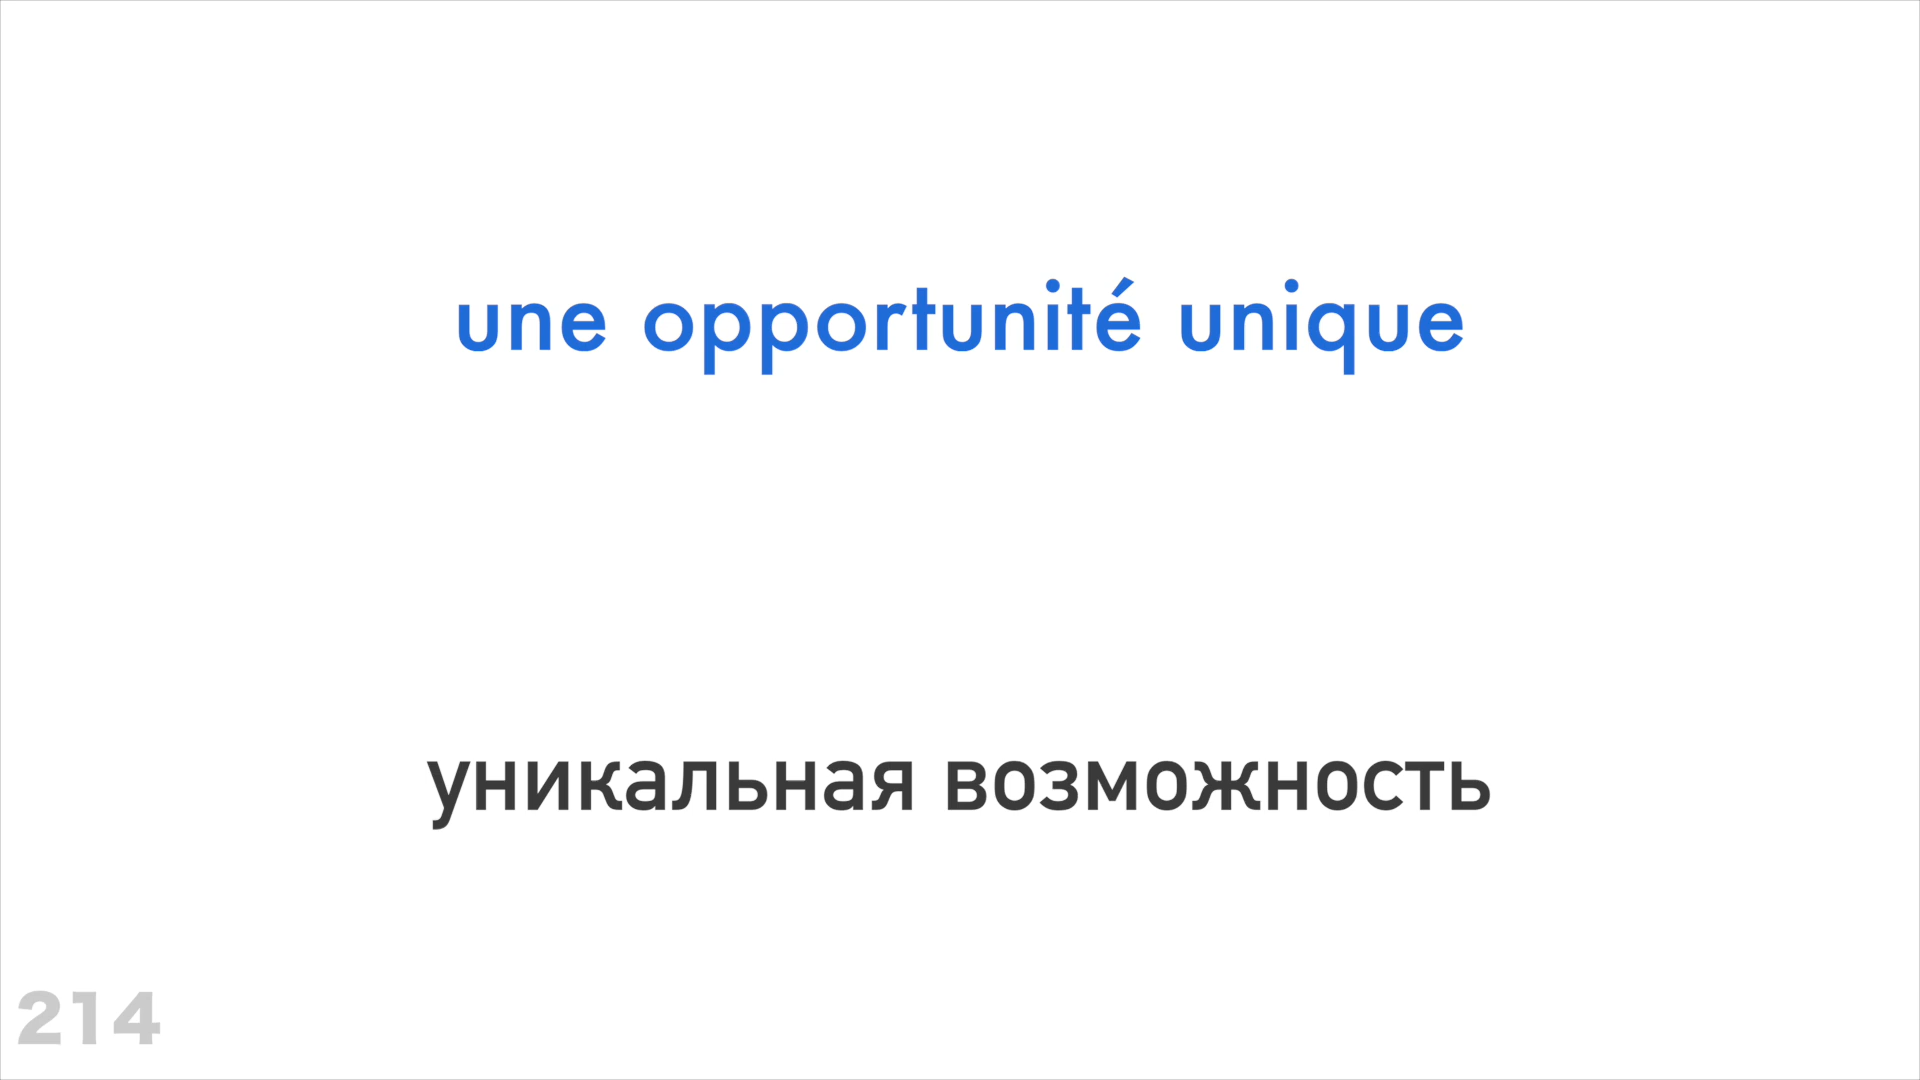 une opportunité unique
уникальная возможность
214